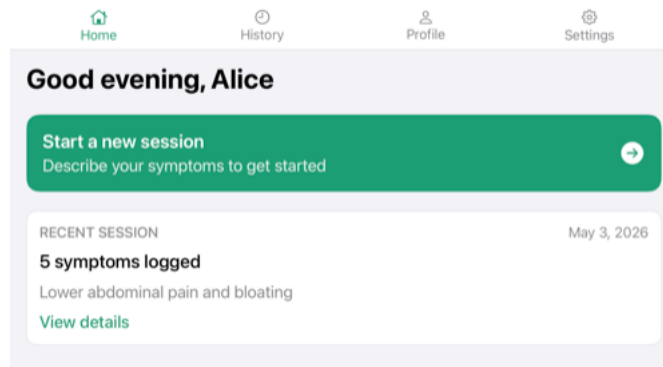 Home
History
Profile
Settings
Good evening, Alice
Start a new session
Describe your symptoms to get started
RECENT SESSION
May 3, 2026
5 symptoms logged
Lower abdominal pain and bloating
View details